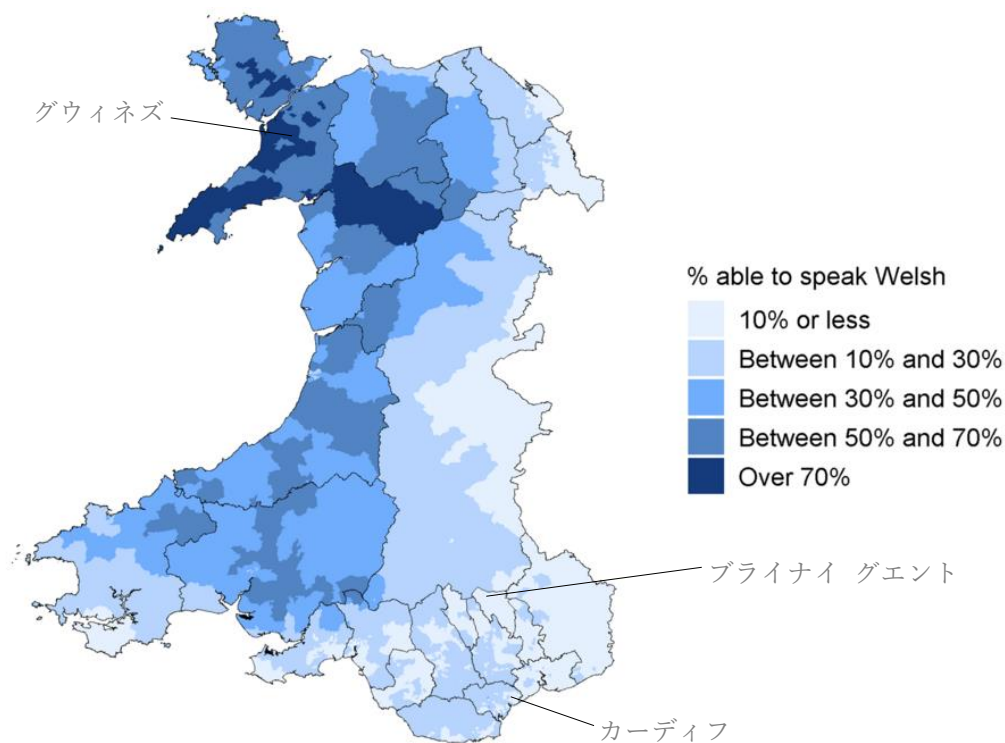 グウィネズ
% able to speak Welsh
10% or less
Between 10% and 30%
Between 30% and 50%
Between 50% and 70%
Over 70%
ブライナイ グエント
カーディフ